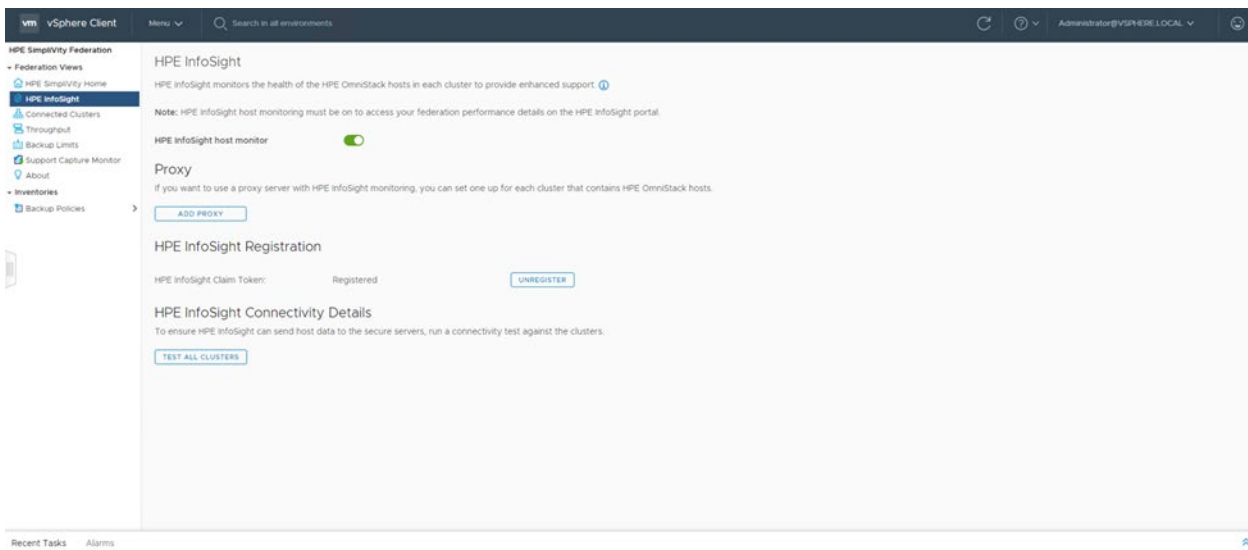 vm vSphere Client Menu Search in all environments Administrator@VSPHERE.LOCAL
HPE SimpliVity Federation
Federation Views
HPE SimpliVity Home
HPE InfoSight
Connected Clusters
Throughput
Backup Limits
Support Capture Monitor
About
Inventories
Backup Policies
HPE InfoSight
HPE InfoSight monitors the health of the HPE OmniStack hosts in each cluster to provide enhanced support
Note: HPE InfoSight host monitoring must be on to access your federation performance details on the HPE InfoSight portal.
HPE InfoSight host monitor
Proxy
If you want to use a proxy server with HPE InfoSight monitoring, you can set one up for each cluster that contains HPE OmniStack hosts.
ADD PROXY
HPE InfoSight Registration
HPE InfoSight Claim Token: Registered UNREGISTER
HPE InfoSight Connectivity Details
To ensure HPE InfoSight can send host data to the secure servers, run a connectivity test against the clusters.
TEST ALL CLUSTERS
Recent Tasks Alarms